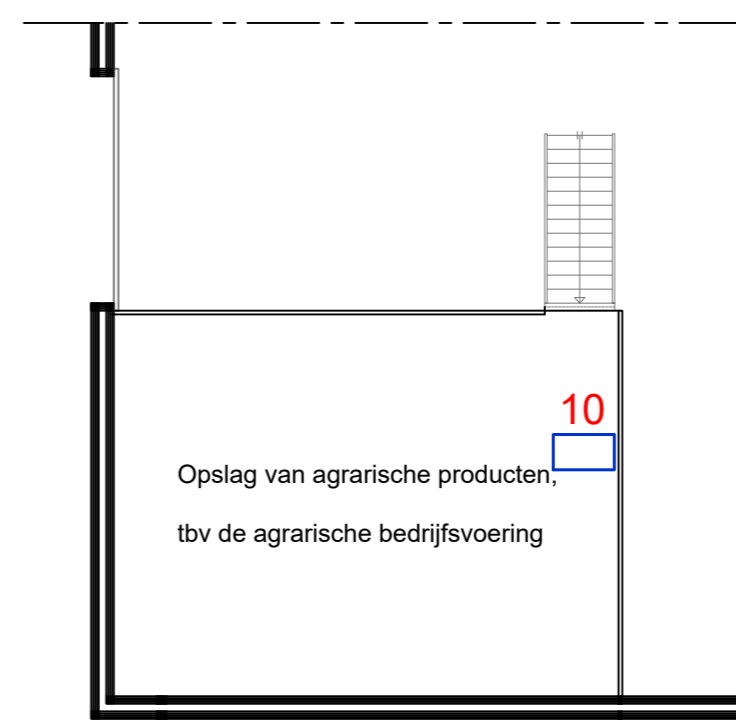 10
Opslag van agrarische producten,
tbv de agrarische bedrijfsvoering